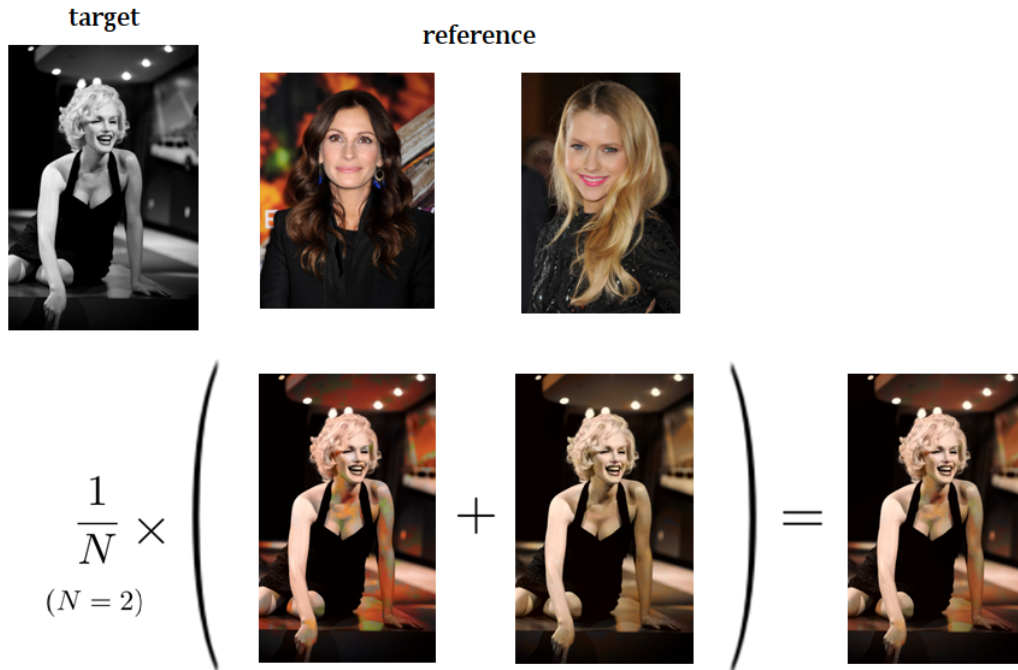 target
reference
1
N
×
(
+
)
=
(N = 2)